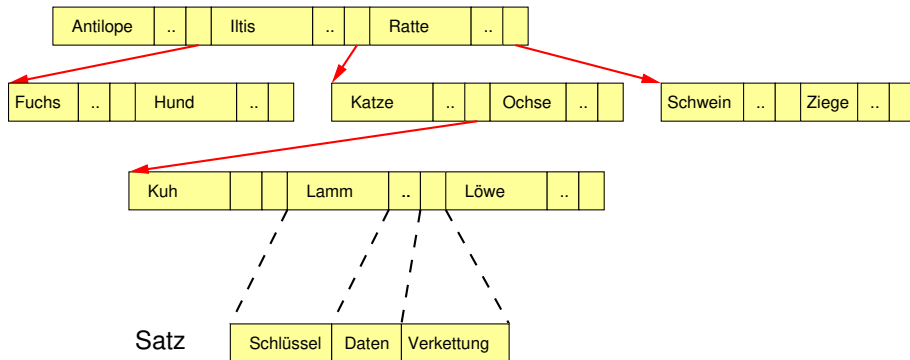 Antilope .. Iltis .. Ratte ..
Fuchs .. Hund .. Katze .. Ochse .. Schwein .. Ziege ..
Kuh Lamm .. Löwe ..
Satz Schlüssel Daten Verkettung